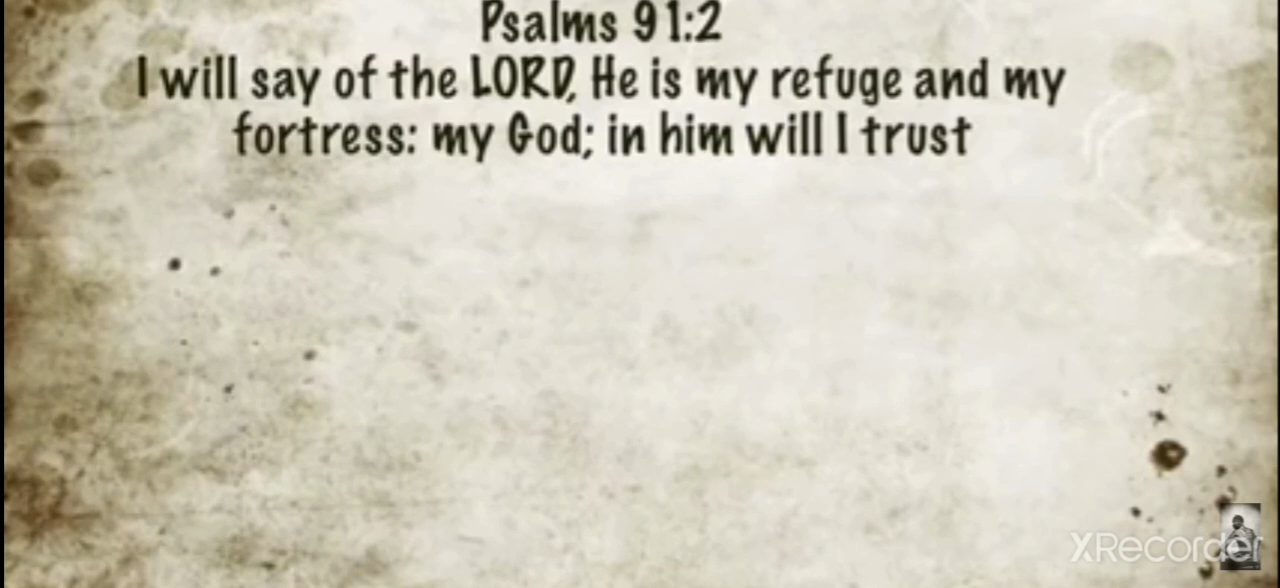 Psalms 91:2
I will say of the LORD, He is my refuge and my
fortress: my God; in him will I trust
XRecorder